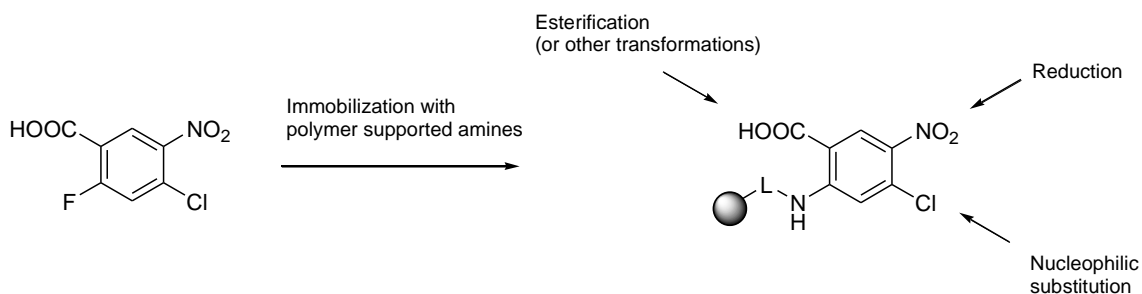 Esterification
(or other transformations)
Reduction
Immobilization with
polymer supported amines
HOOC
NO2
F
Cl
HOOC
NO2
L
N
H
Cl
Nucleophilic
substitution